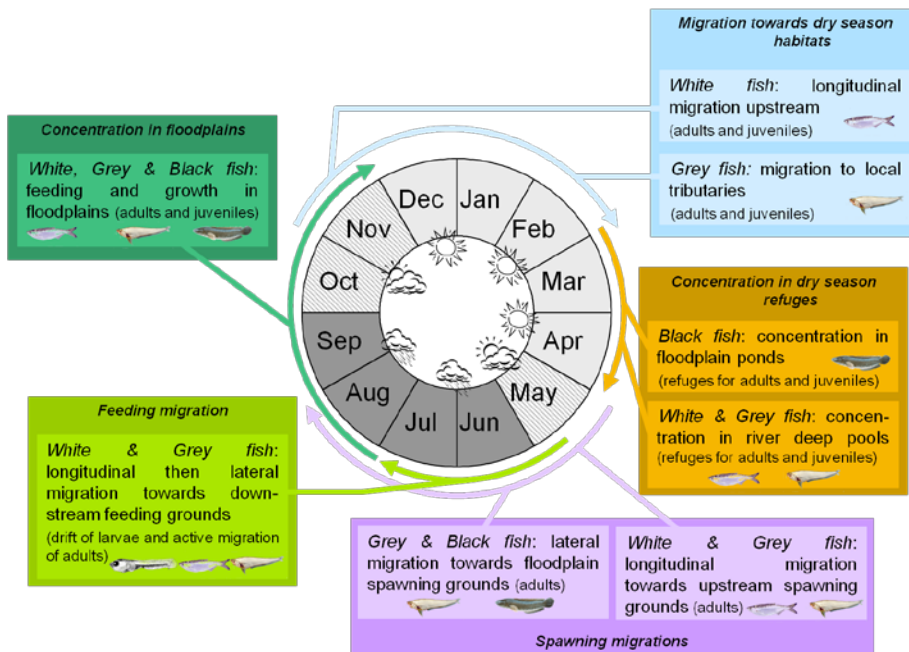 Migration towards dry season
habitats
White fish: longitudinal
migration upstream
(adults and juveniles)
Grey fish: migration to local
tributaries
(adults and juveniles)
Concentration in floodplains
White, Grey & Black fish:
feeding and growth in
floodplains (adults and juveniles)
Dec
Jan
Nov
Feb
Oct
Mar
Sep
Apr
Aug
May
Jul
Jun
Concentration in dry season
refuges
Black fish: concentration in
floodplain ponds
(refuges for adults and juveniles)
White & Grey fish: concen-
tration in river deep pools
(refuges for adults and juveniles)
Feeding migration
White & Grey fish:
longitudinal then lateral
migration towards down-
stream feeding grounds
(drift of larvae and active migration
of adults)
Grey & Black fish: lateral
migration towards floodplain
spawning grounds (adults)
White & Grey fish:
longitudinal migration
towards upstream spawning
grounds (adults)
Spawning migrations